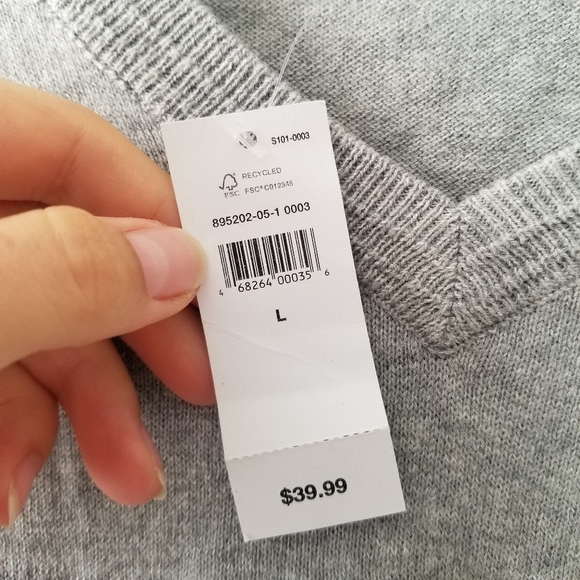 S101-0003
RECYCLED
FSC
FSC® C012345
895202-05-1 0003
4 68264 00035 6
L
$39.99